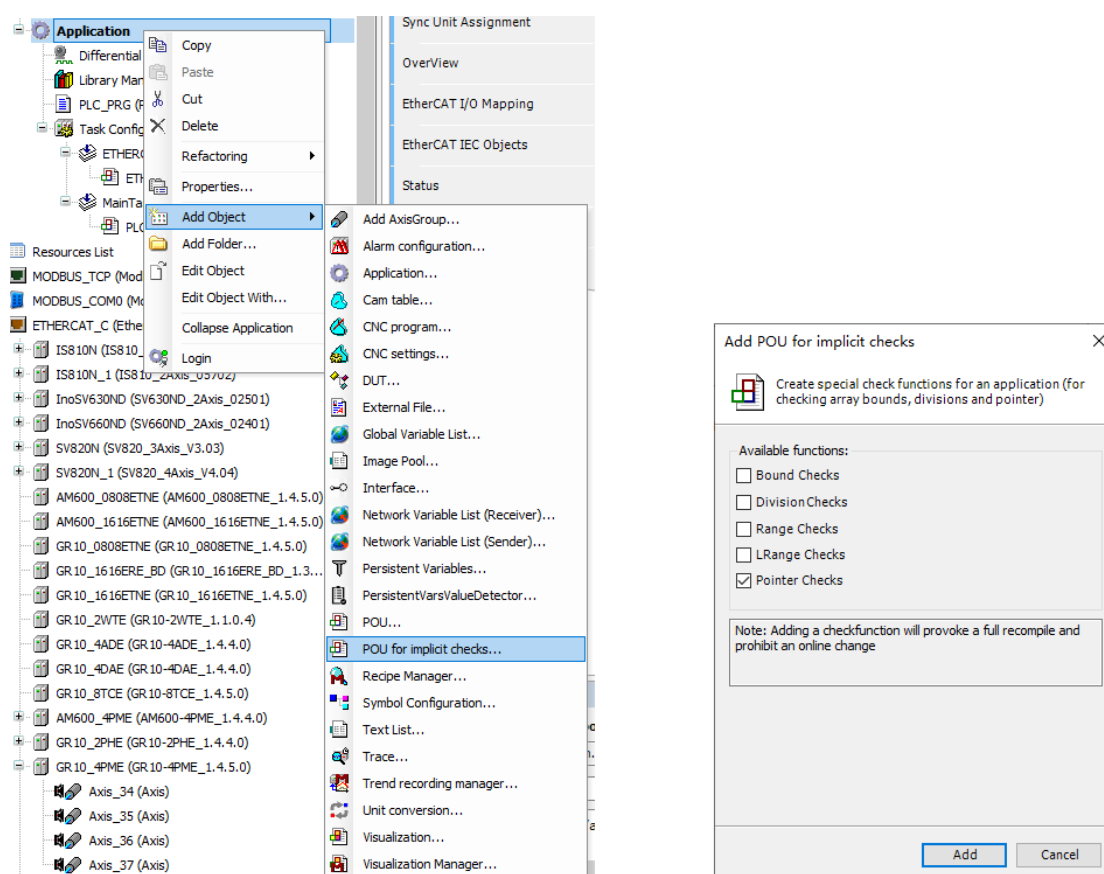 Application
Differential
Library Mar
PLC_PRG (P
Task Config
ETHERC
ETH
MainTa
PLC
Resources List
MODBUS_TCP (Mod
MODBUS_COM0 (Mo
ETHERCAT_C (Ethe
IS810N (IS810_
IS810N_1 (IS810_2Axis_05702)
InoSV630ND (SV630ND_2Axis_02501)
InoSV660ND (SV660ND_2Axis_02401)
SV820N (SV820_3Axis_V3.03)
SV820N_1 (SV820_4Axis_V4.04)
AM600_0808ETNE (AM600_0808ETNE_1.4.5.0)
AM600_1616ETNE (AM600_1616ETNE_1.4.5.0)
GR10_0808ETNE (GR10_0808ETNE_1.4.5.0)
GR10_1616ERE_BD (GR10_1616ERE_BD_1.3...
GR10_1616ETNE (GR10_1616ETNE_1.4.5.0)
GR10_2WTE (GR10-2WTE_1.1.0.4)
GR10_4ADE (GR10-4ADE_1.4.4.0)
GR10_4DAE (GR10-4DAE_1.4.4.0)
GR10_8TCE (GR10-8TCE_1.4.5.0)
AM600_4PME (AM600-4PME_1.4.4.0)
GR10_2PHE (GR10-2PHE_1.4.4.0)
GR10_4PME (GR10-4PME_1.4.5.0)
Axis_34 (Axis)
Axis_35 (Axis)
Axis_36 (Axis)
Axis_37 (Axis)
Copy
Paste
Cut
Delete
Refactoring
Properties...
Add Object
Add Folder...
Edit Object
Edit Object With...
Collapse Application
Login
Sync Unit Assignment
OverView
EtherCAT I/O Mapping
EtherCAT IEC Objects
Status
Add AxisGroup...
Alarm configuration...
Application...
Cam table...
CNC program...
CNC settings...
DUT...
External File...
Global Variable List...
Image Pool...
Interface...
Network Variable List (Receiver)...
Network Variable List (Sender)...
Persistent Variables...
PersistentVarsValueDetector...
POU...
POU for implicit checks...
Recipe Manager...
Symbol Configuration...
Text List...
Trace...
Trend recording manager...
Unit conversion...
Visualization...
Visualization Manager...
Add POU for implicit checks
Create special check functions for an application (for
checking array bounds, divisions and pointer)
Available functions:
Bound Checks
DivisionChecks
Range Checks
LRange Checks
Pointer Checks
Note: Adding a checkfunction will provoke a full recompile and
prohibit an online change
Add
Cancel